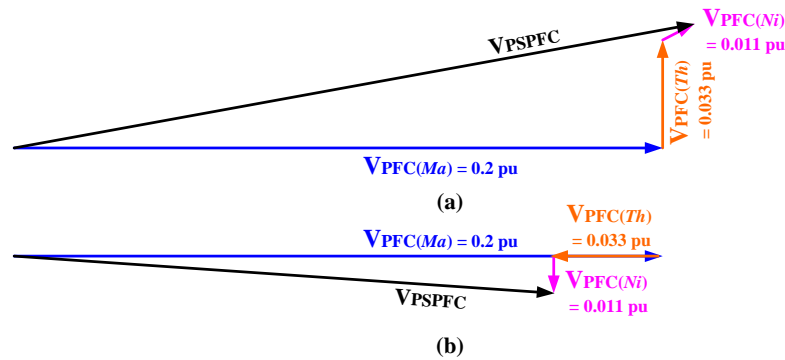 VPSPFC
VPFC(Ni)
= 0.011 pu
VPFC(Th)
= 0.033 pu
VPFC(Ma) = 0.2 pu
(a)
VPFC(Ma) = 0.2 pu
VPFC(Th)
= 0.033 pu
VPSPFC
VPFC(Ni)
= 0.011 pu
(b)